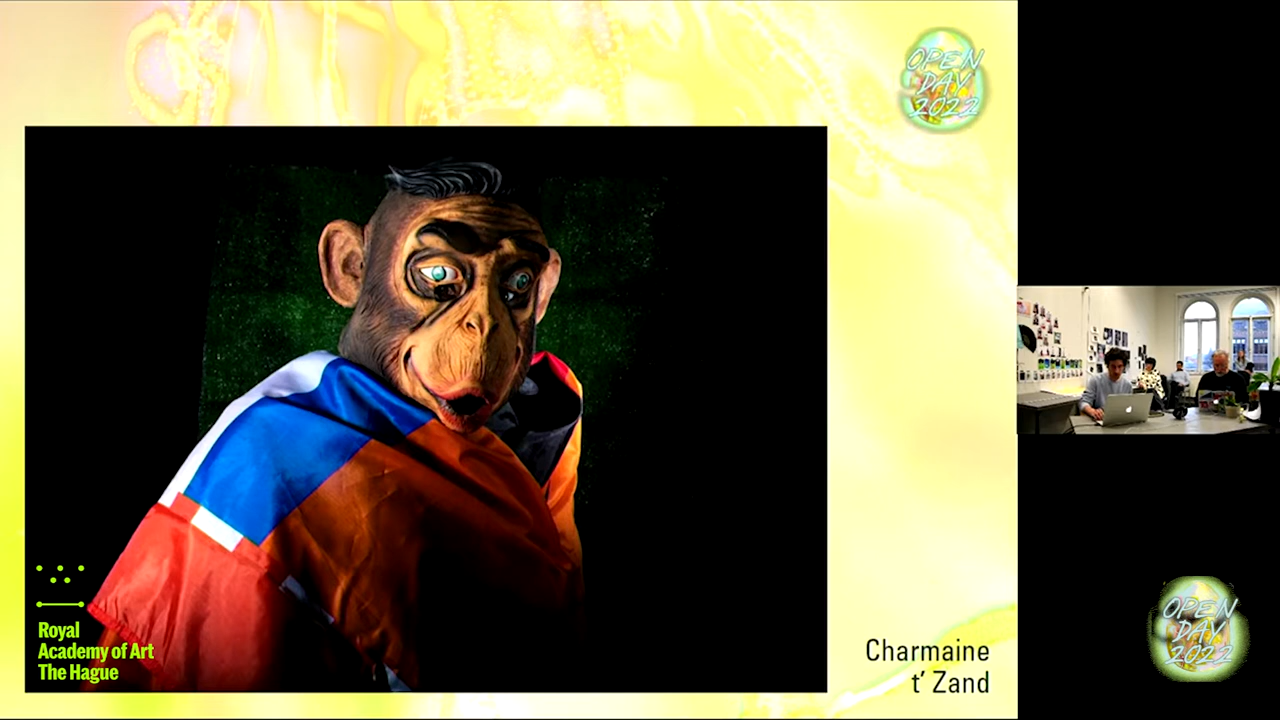 OPEN
DAY
2022
Royal
Academy of Art
The Hague
Charmaine
t’ Zand
OPEN
DAY
2022